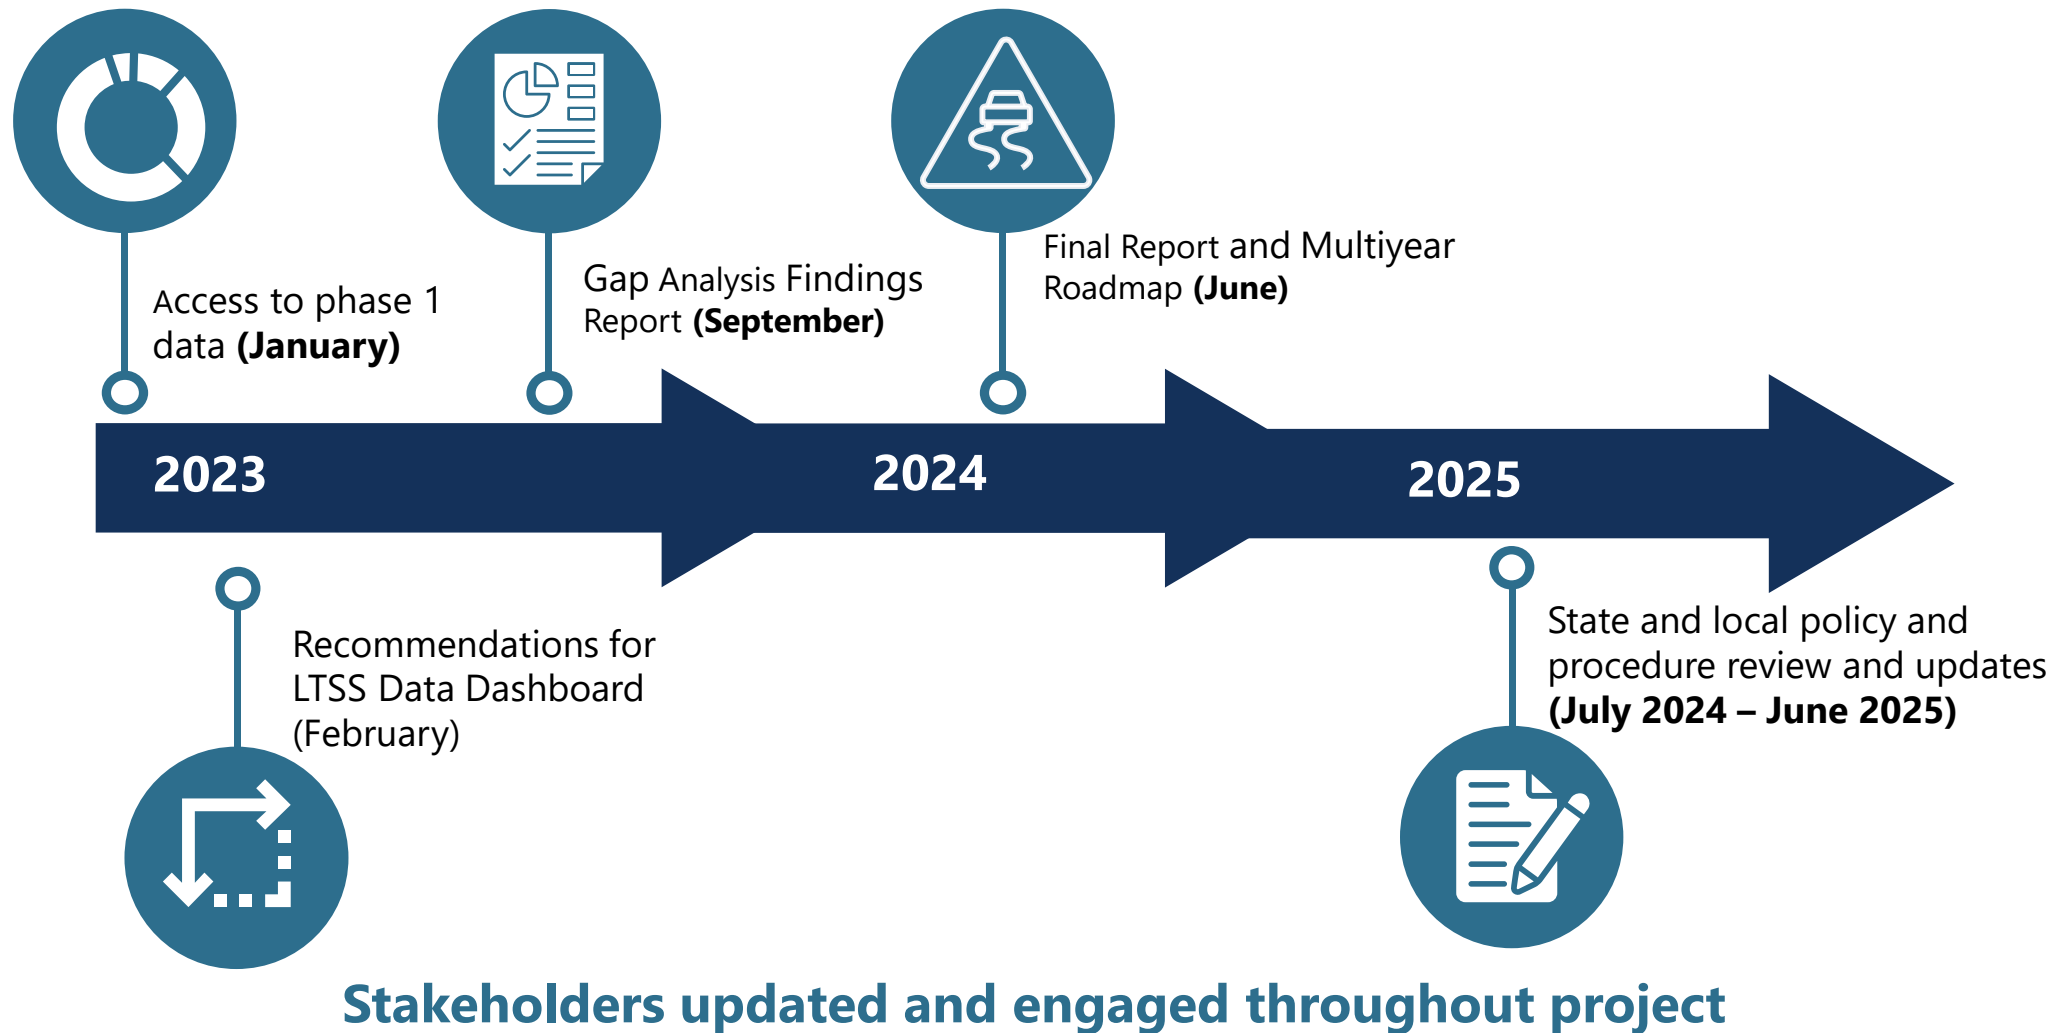 Access to phase 1
data (January)
Gap Analysis Findings
Report (September)
Final Report and Multiyear
Roadmap (June)
2023
2024
2025
Recommendations for
LTSS Data Dashboard
(February)
State and local policy and
procedure review and updates
(July 2024 – June 2025)
Stakeholders updated and engaged throughout project